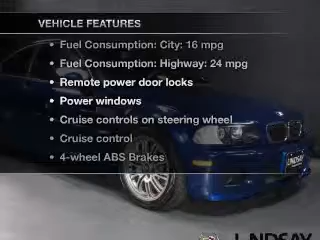 VEHICLE FEATURES
• Fuel Consumption: City: 16 mpg
• Fuel Consumption: Highway: 24 mpg
• Remote power door locks
• Power windows
• Cruise controls on steering wheel
• Cruise control
• 4-wheel ABS Brakes
LINDSAY
LINDSAY